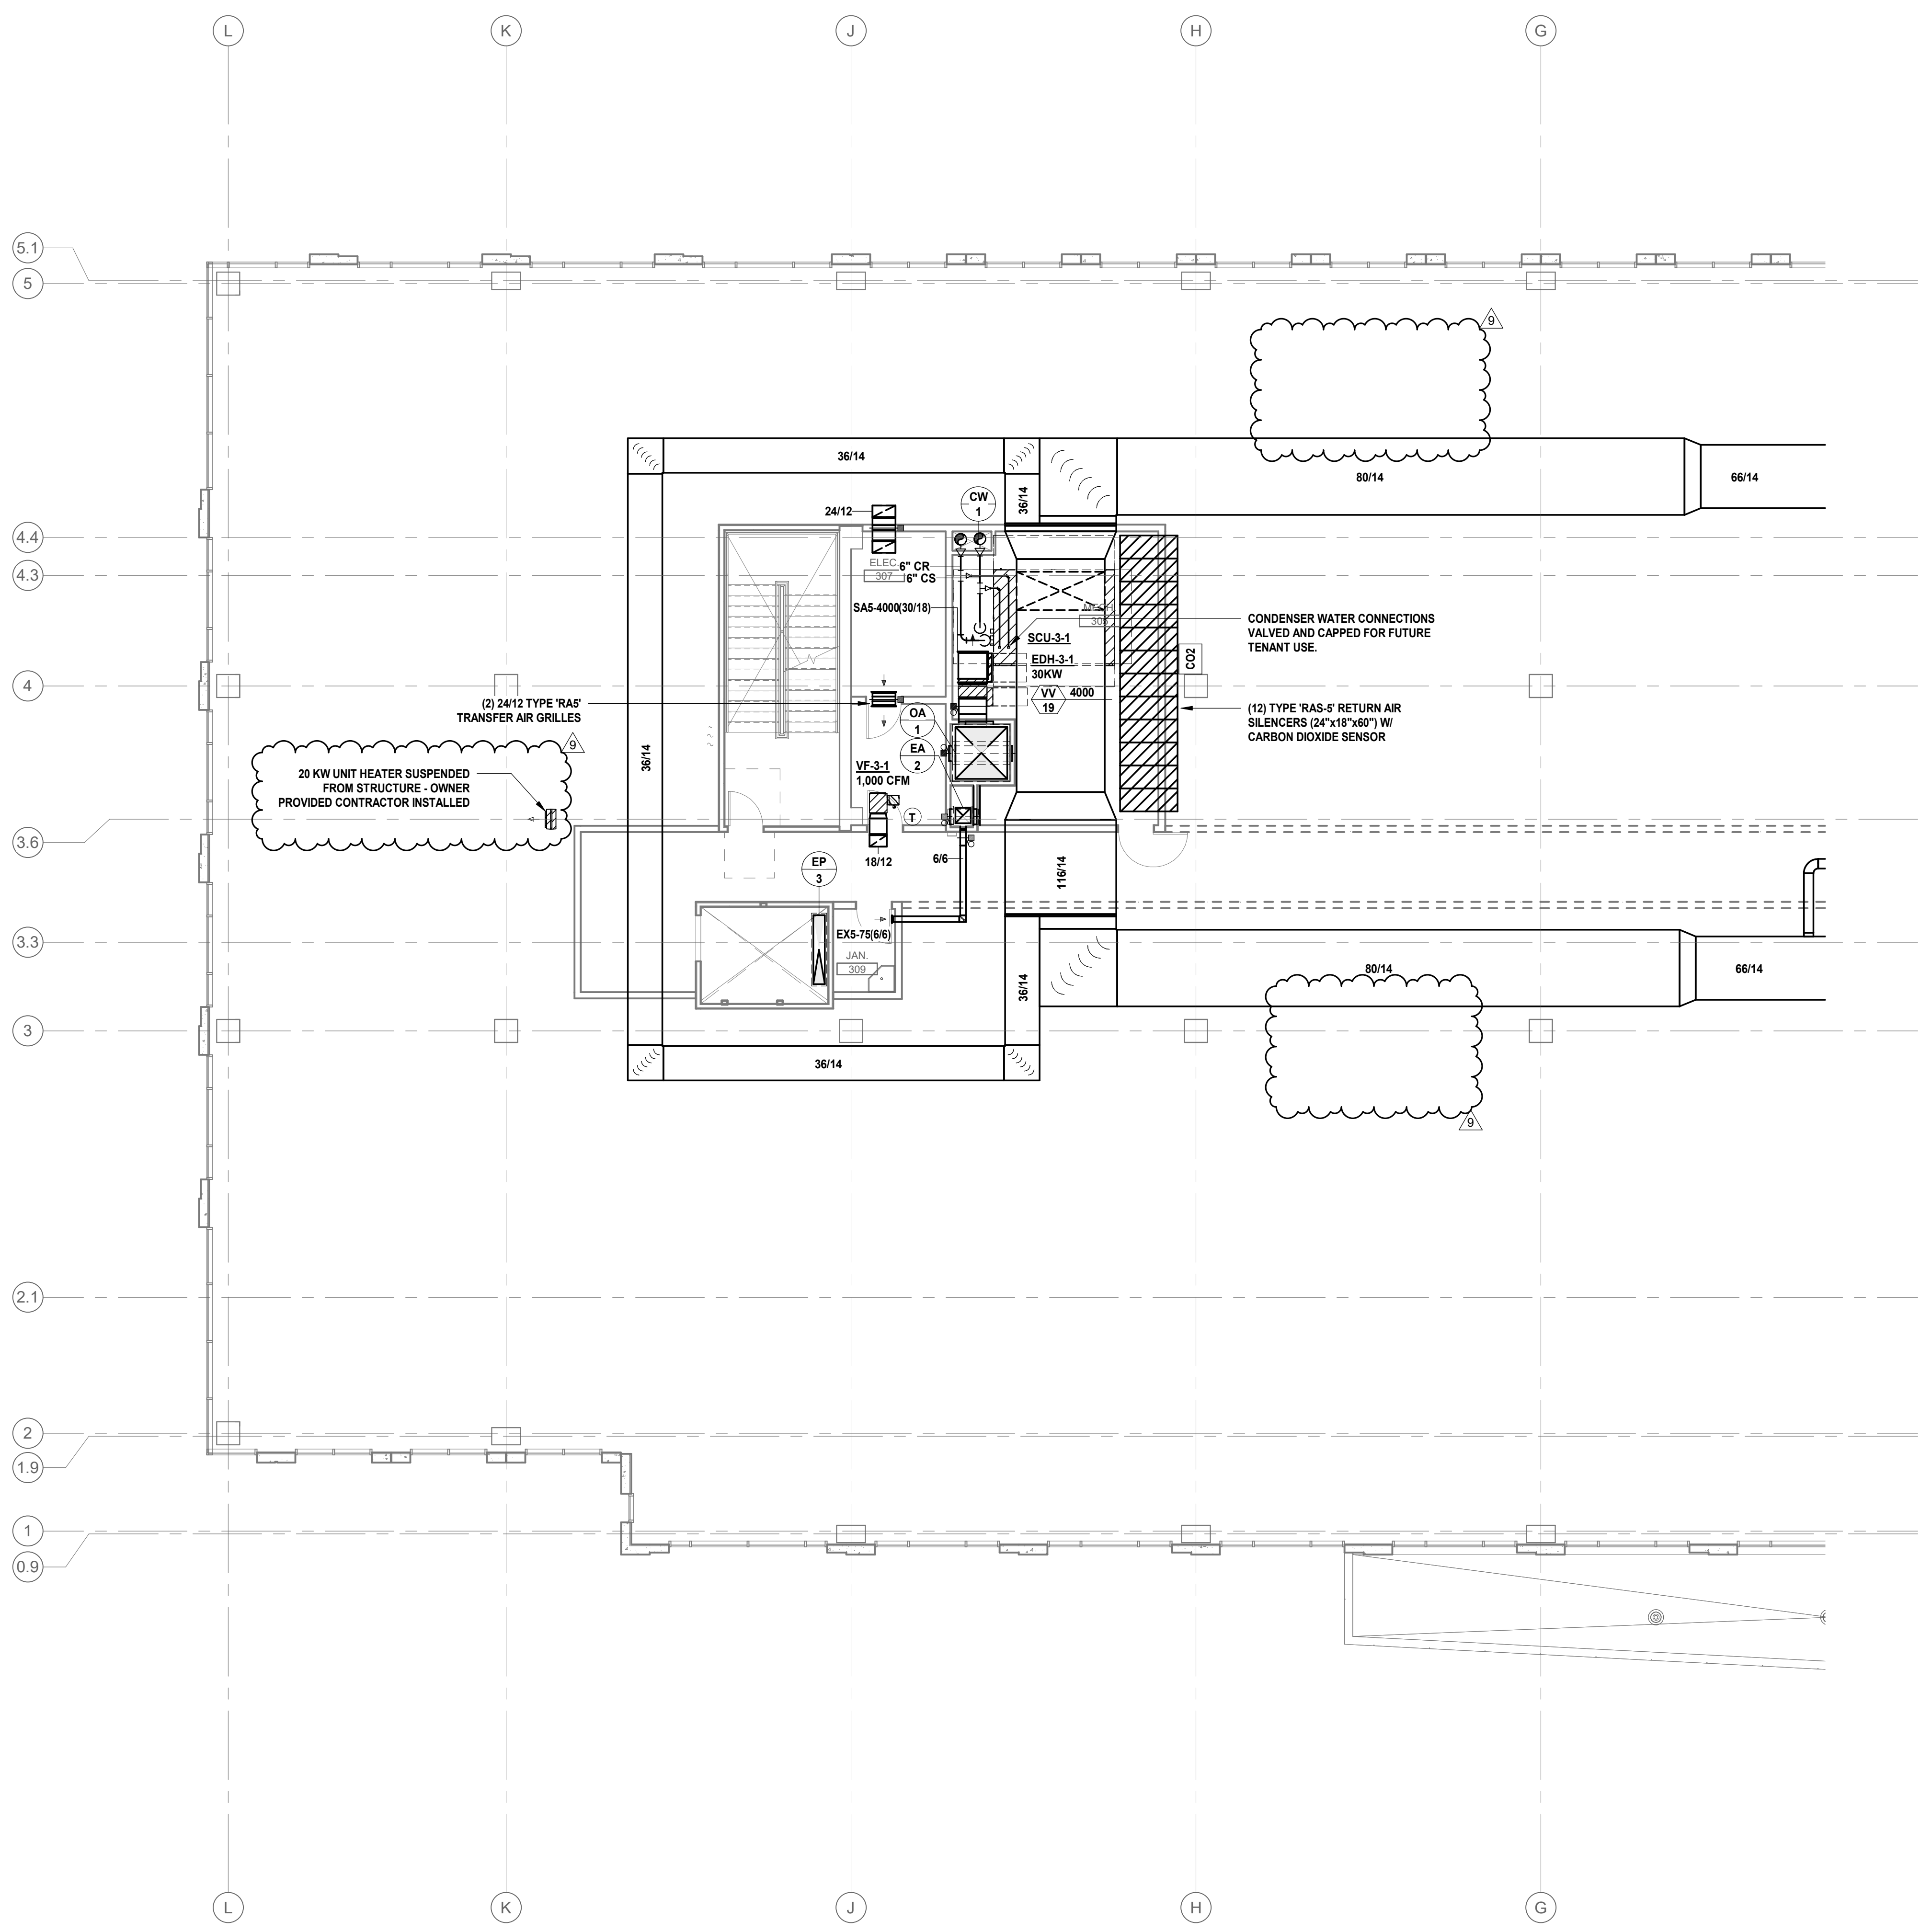 L
K
J
H
G
5.1
5
9
36/14
80/14
66/14
24/12
CW
1
36/14
4.4
ELEC.
307
6" CR
6" CS
4.3
SA5-4000(30/18)
CONDENSER WATER CONNECTIONS
VALVED AND CAPPED FOR FUTURE
TENANT USE.
SCU-3-1
EDH-3-1
30KW
CO2
4
(2) 24/12 TYPE 'RA5'
TRANSFER AIR GRILLES
VV
19
4000
OA
1
(12) TYPE 'RAS-5' RETURN AIR
SILENCERS (24"x18"x60") W/
CARBON DIOXIDE SENSOR
9
36/14
EA
2
VF-3-1
1,000 CFM
20 KW UNIT HEATER SUSPENDED
FROM STRUCTURE - OWNER
PROVIDED CONTRACTOR INSTALLED
T
3.6
18/12
6/6
EP
3
116/14
EX5-75(6/6)
3.3
JAN.
309
80/14
66/14
36/14
3
36/14
9
2.1
2
1.9
1
0.9
L
K
J
H
G